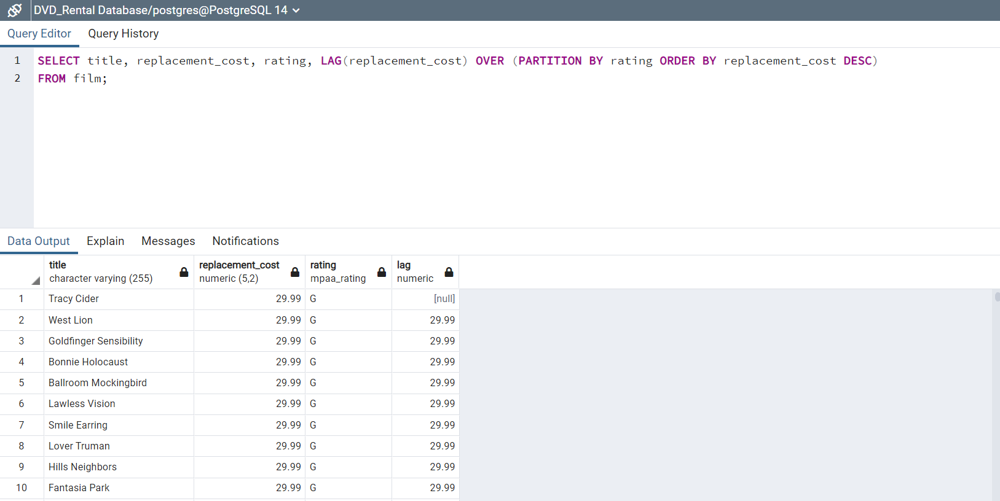 DVD_Rental Database/postgres@PostgreSQL 14
Query Editor Query History
1 SELECT title, replacement_cost, rating, LAG(replacement_cost) OVER (PARTITION BY rating ORDER BY replacement_cost DESC)
2 FROM film;
Data Output Explain Messages Notifications
title replacement_cost rating lag
character varying (255) numeric (5,2) mpaa_rating numeric
1 Tracy Cider 29.99 G [null]
2 West Lion 29.99 G 29.99
3 Goldfinger Sensibility 29.99 G 29.99
4 Bonnie Holocaust 29.99 G 29.99
5 Ballroom Mockingbird 29.99 G 29.99
6 Lawless Vision 29.99 G 29.99
7 Smile Earring 29.99 G 29.99
8 Lover Truman 29.99 G 29.99
9 Hills Neighbors 29.99 G 29.99
10 Fantasia Park 29.99 G 29.99